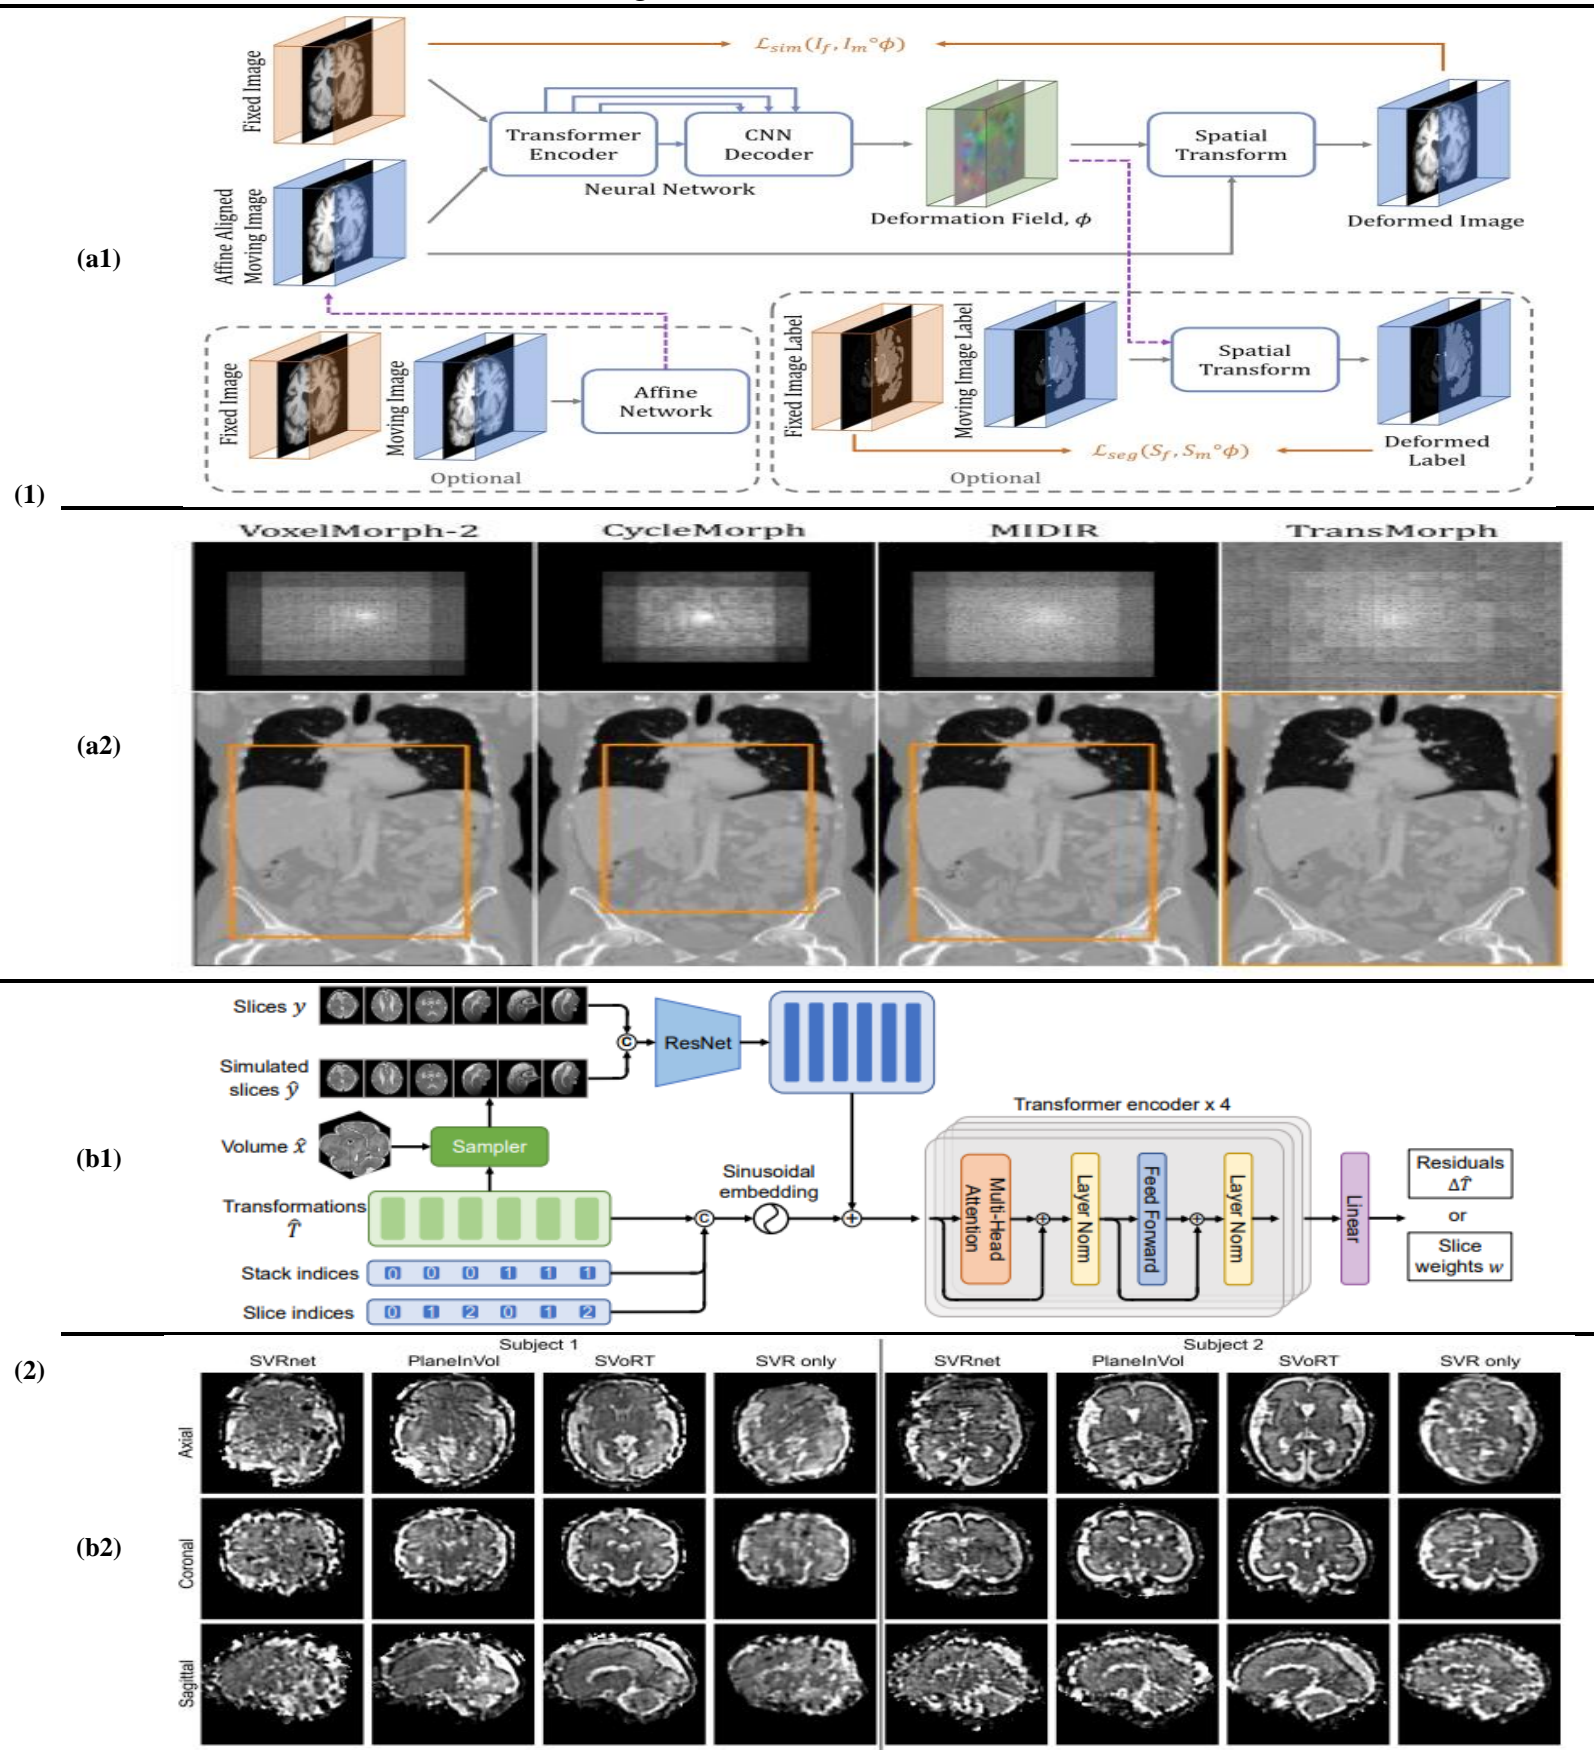 Fixed Image
ℒsim(If, Im°ϕ)
Transformer
Encoder
CNN
Decoder
Neural Network
Deformation Field, ϕ
Spatial
Transform
Deformed Image
Affine Aligned
Moving Image
(a1)
Fixed Image
Moving Image
Affine
Network
Optional
Fixed Image Label
Moving Image Label
Spatial
Transform
Deformed
Label
ℒseg(Sf, Sm°ϕ)
Optional
(1)
VoxelMorph-2 CycleMorph MIDIR TransMorph
(a2)
Slices y
ResNet
C
Simulated
slices ŷ
Volume x̂
Sampler
Transformations
T̂
C
Sinusoidal
embedding
Stack indices 0 0 0 1 1 1
Slice indices 0 1 2 0 1 2
Transformer encoder x 4
Multi-Head
Attention
Layer Norm
Feed Forward
Layer Norm
Linear
Residuals
ΔT̂
or
Slice
weights w
(b1)
(2)
Subject 1 Subject 2
SVRnet PlaneInVol SVoRT SVR only SVRnet PlaneInVol SVoRT SVR only
Axial
Coronal
(b2)
Sagittal